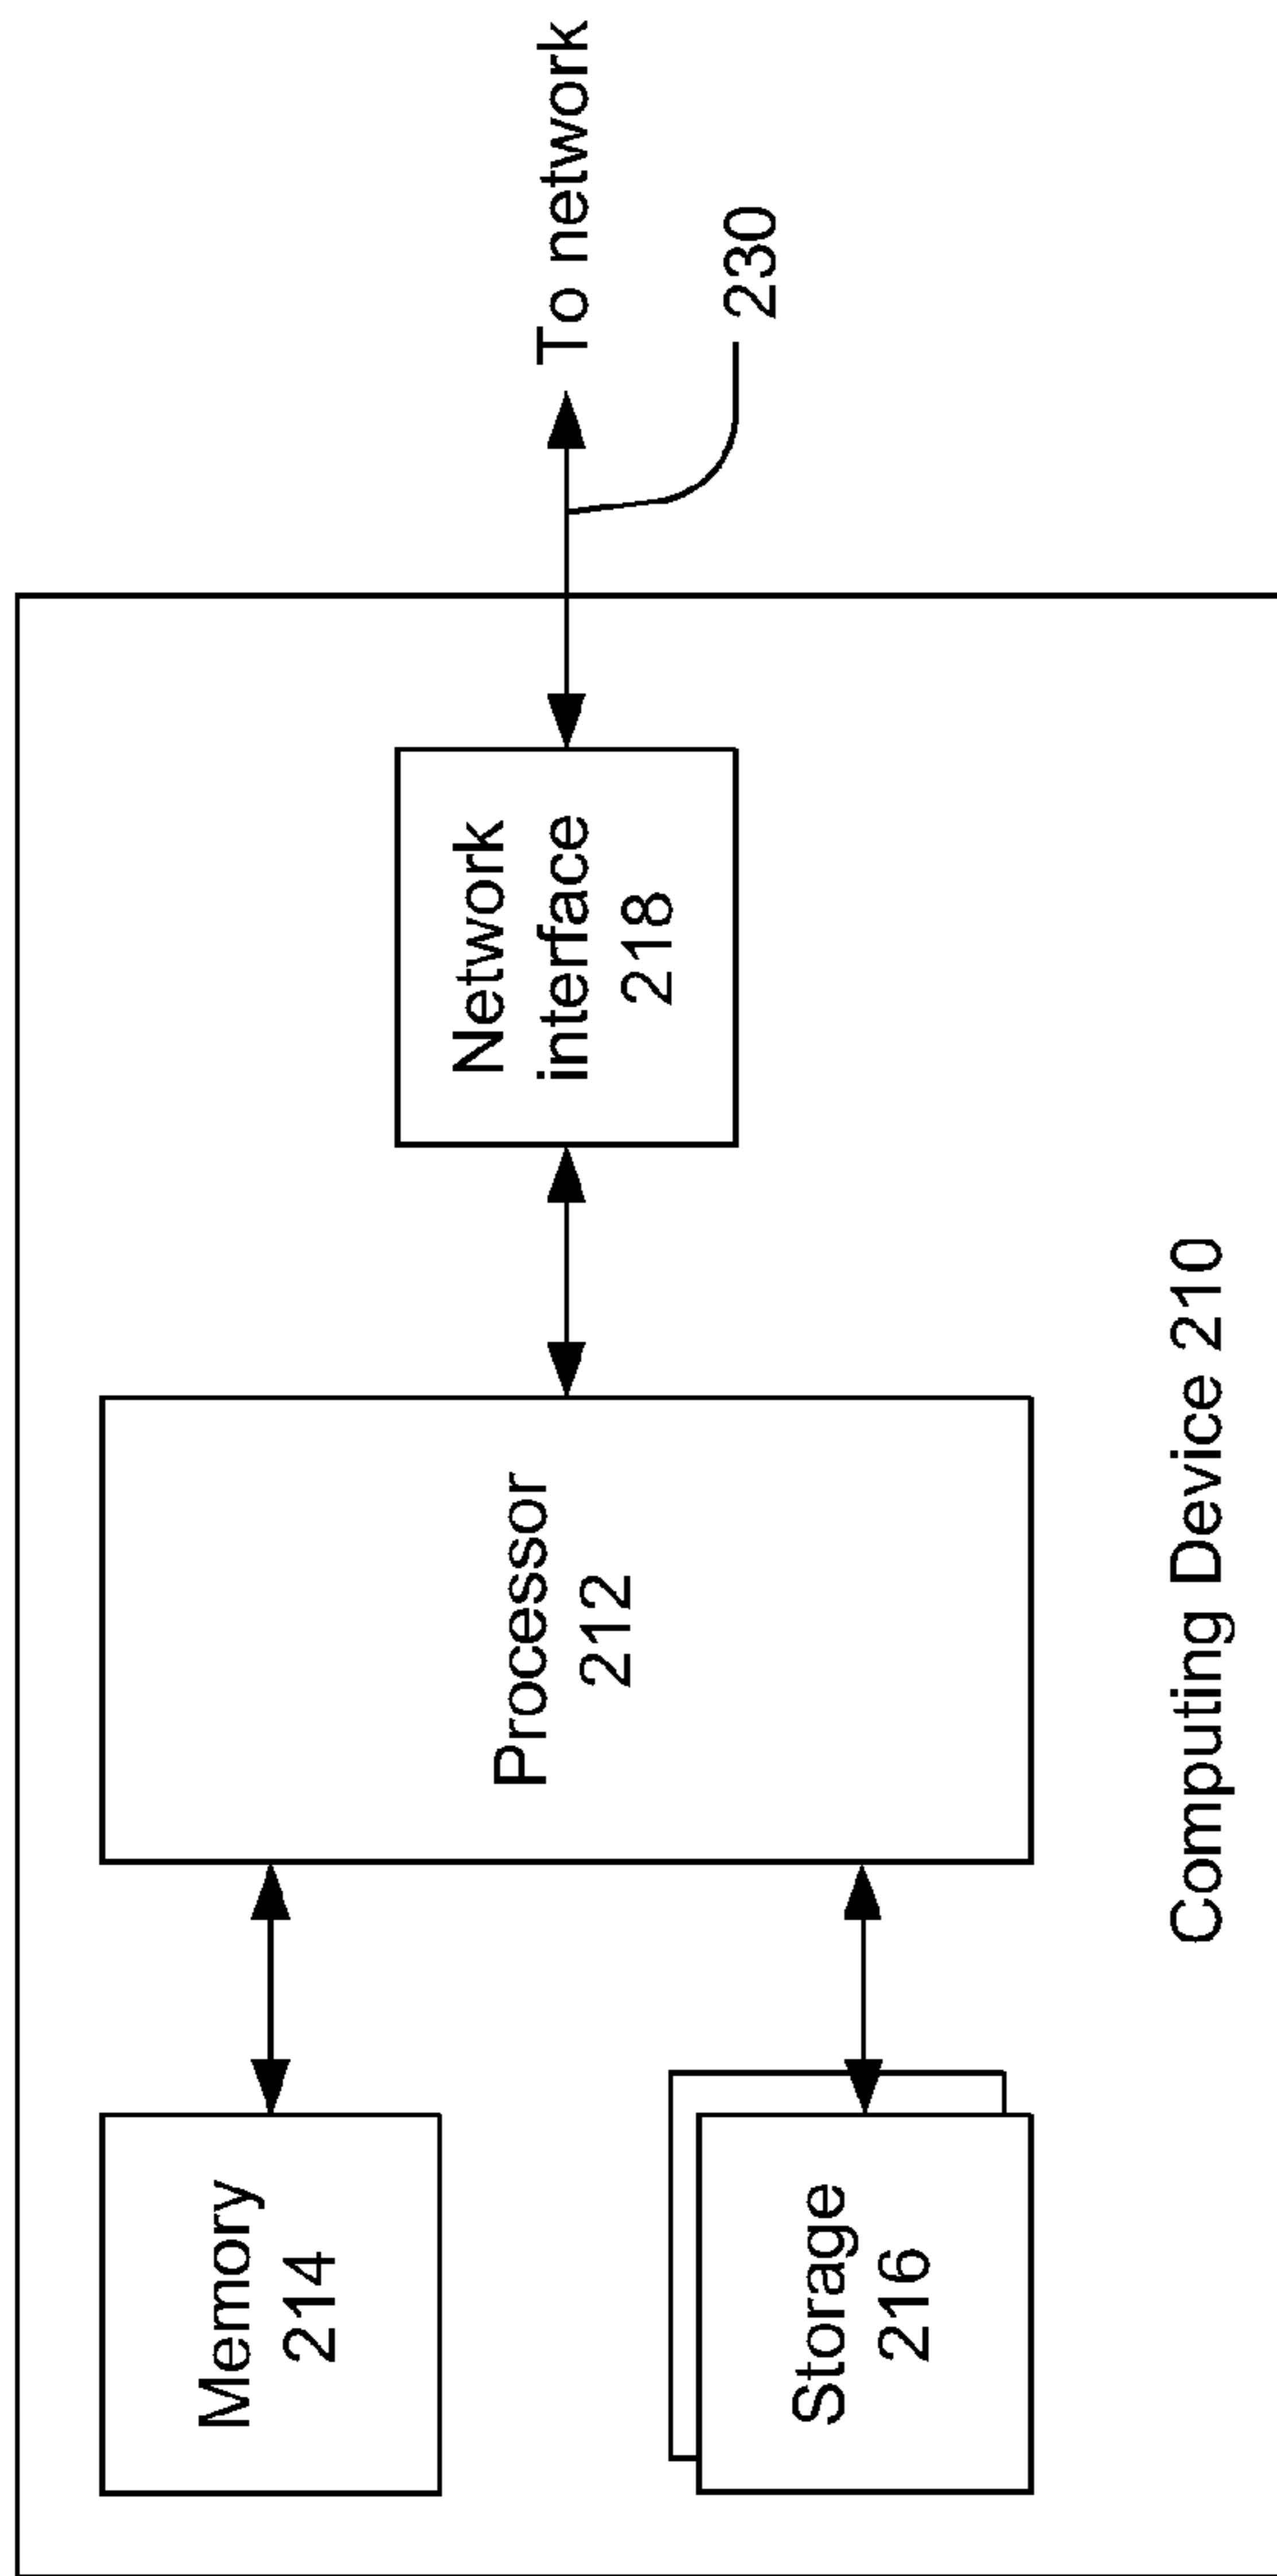 Memory
214
Storage
216
Processor
212
Network
interface
218
To network
230
Computing Device 210